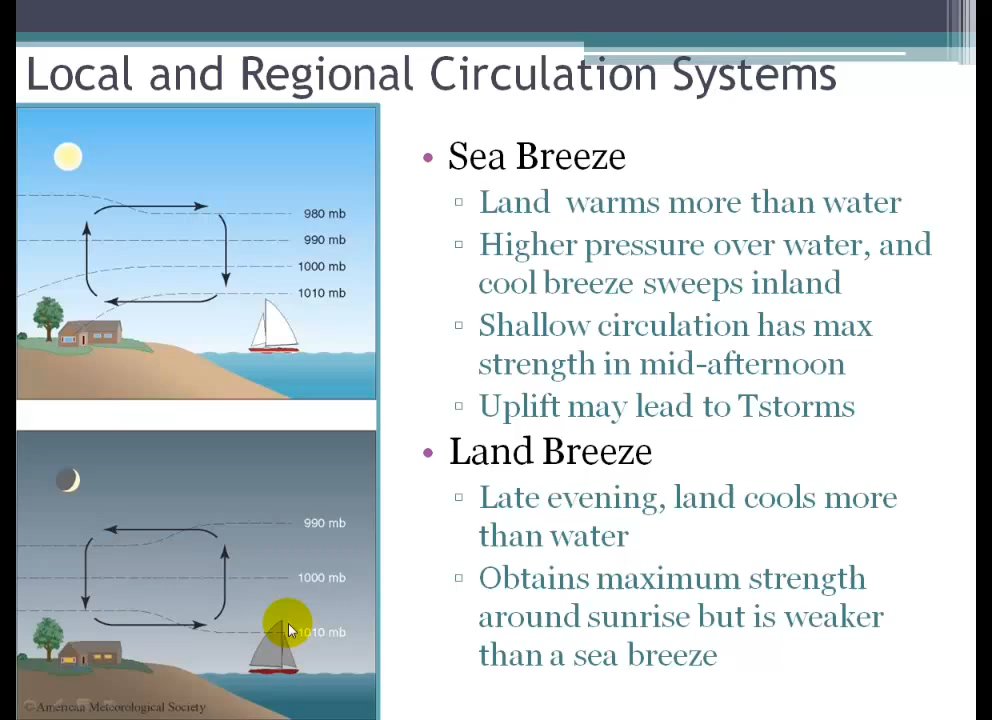 Local and Regional Circulation Systems
980 mb
990 mb
1000 mb
1010 mb
990 mb
1000 mb
1010 mb
© American Meteorological Society
• Sea Breeze
▫ Land warms more than water
▫ Higher pressure over water, and
cool breeze sweeps inland
▫ Shallow circulation has max
strength in mid-afternoon
▫ Uplift may lead to Tstorms
• Land Breeze
▫ Late evening, land cools more
than water
▫ Obtains maximum strength
around sunrise but is weaker
than a sea breeze